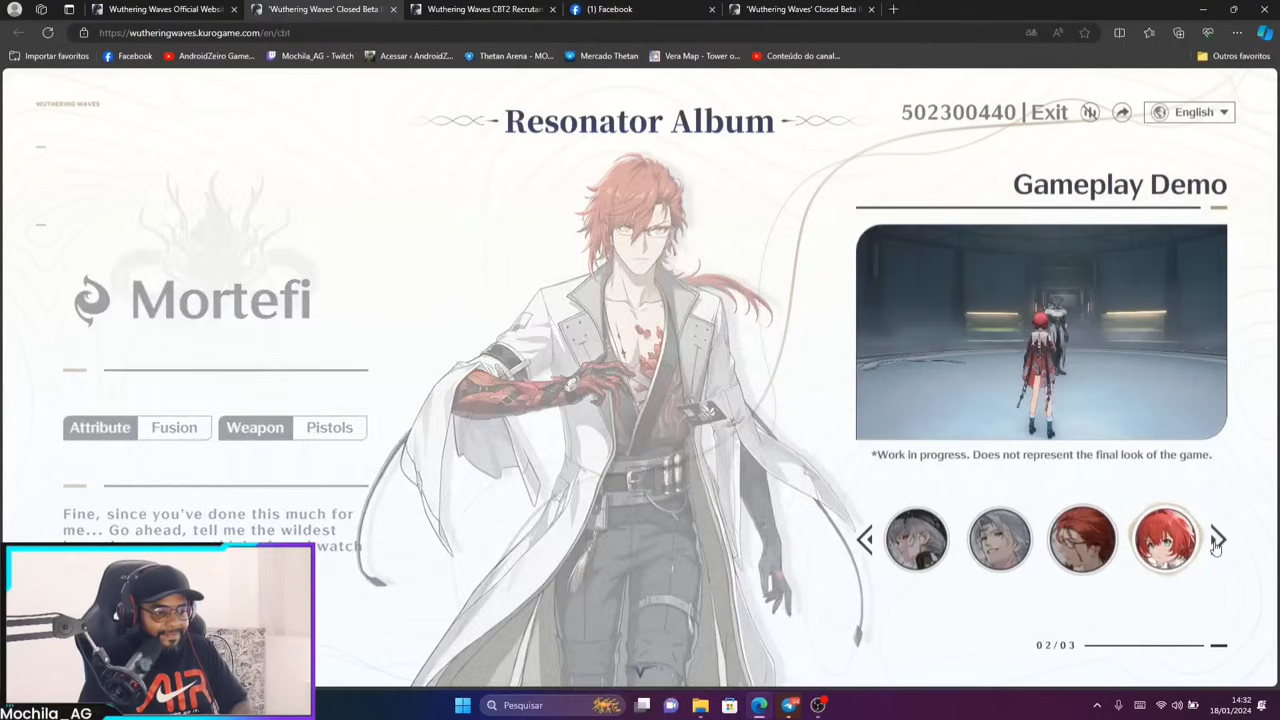 Wuthering Waves Official Websit
'Wuthering Waves' Closed Beta
Wuthering Waves CBT2 Recrutan
(1) Facebook
'Wuthering Waves' Closed Beta
https://wutheringwaves.kurogame.com/en/cbt
Importar favoritos
Facebook
AndroidZeiro Game...
Mochila_AG - Twitch
Acessar ‹ AndroidZ...
Thetan Arena - MO...
Mercado Thetan
Vera Map - Tower o...
Conteúdo do canal...
Outros favoritos
WUTHERING WAVES
Resonator Album
502300440 | Exit
English
Gameplay Demo
Mortefi
Attribute Fusion Weapon Pistols
*Work in progress. Does not represent the final look of the game.
Fine, since you've done this much for
me... Go ahead, tell me the wildest
watch
02/03
AIR
Mochila_AG
Pesquisar
14:32
18/01/2024